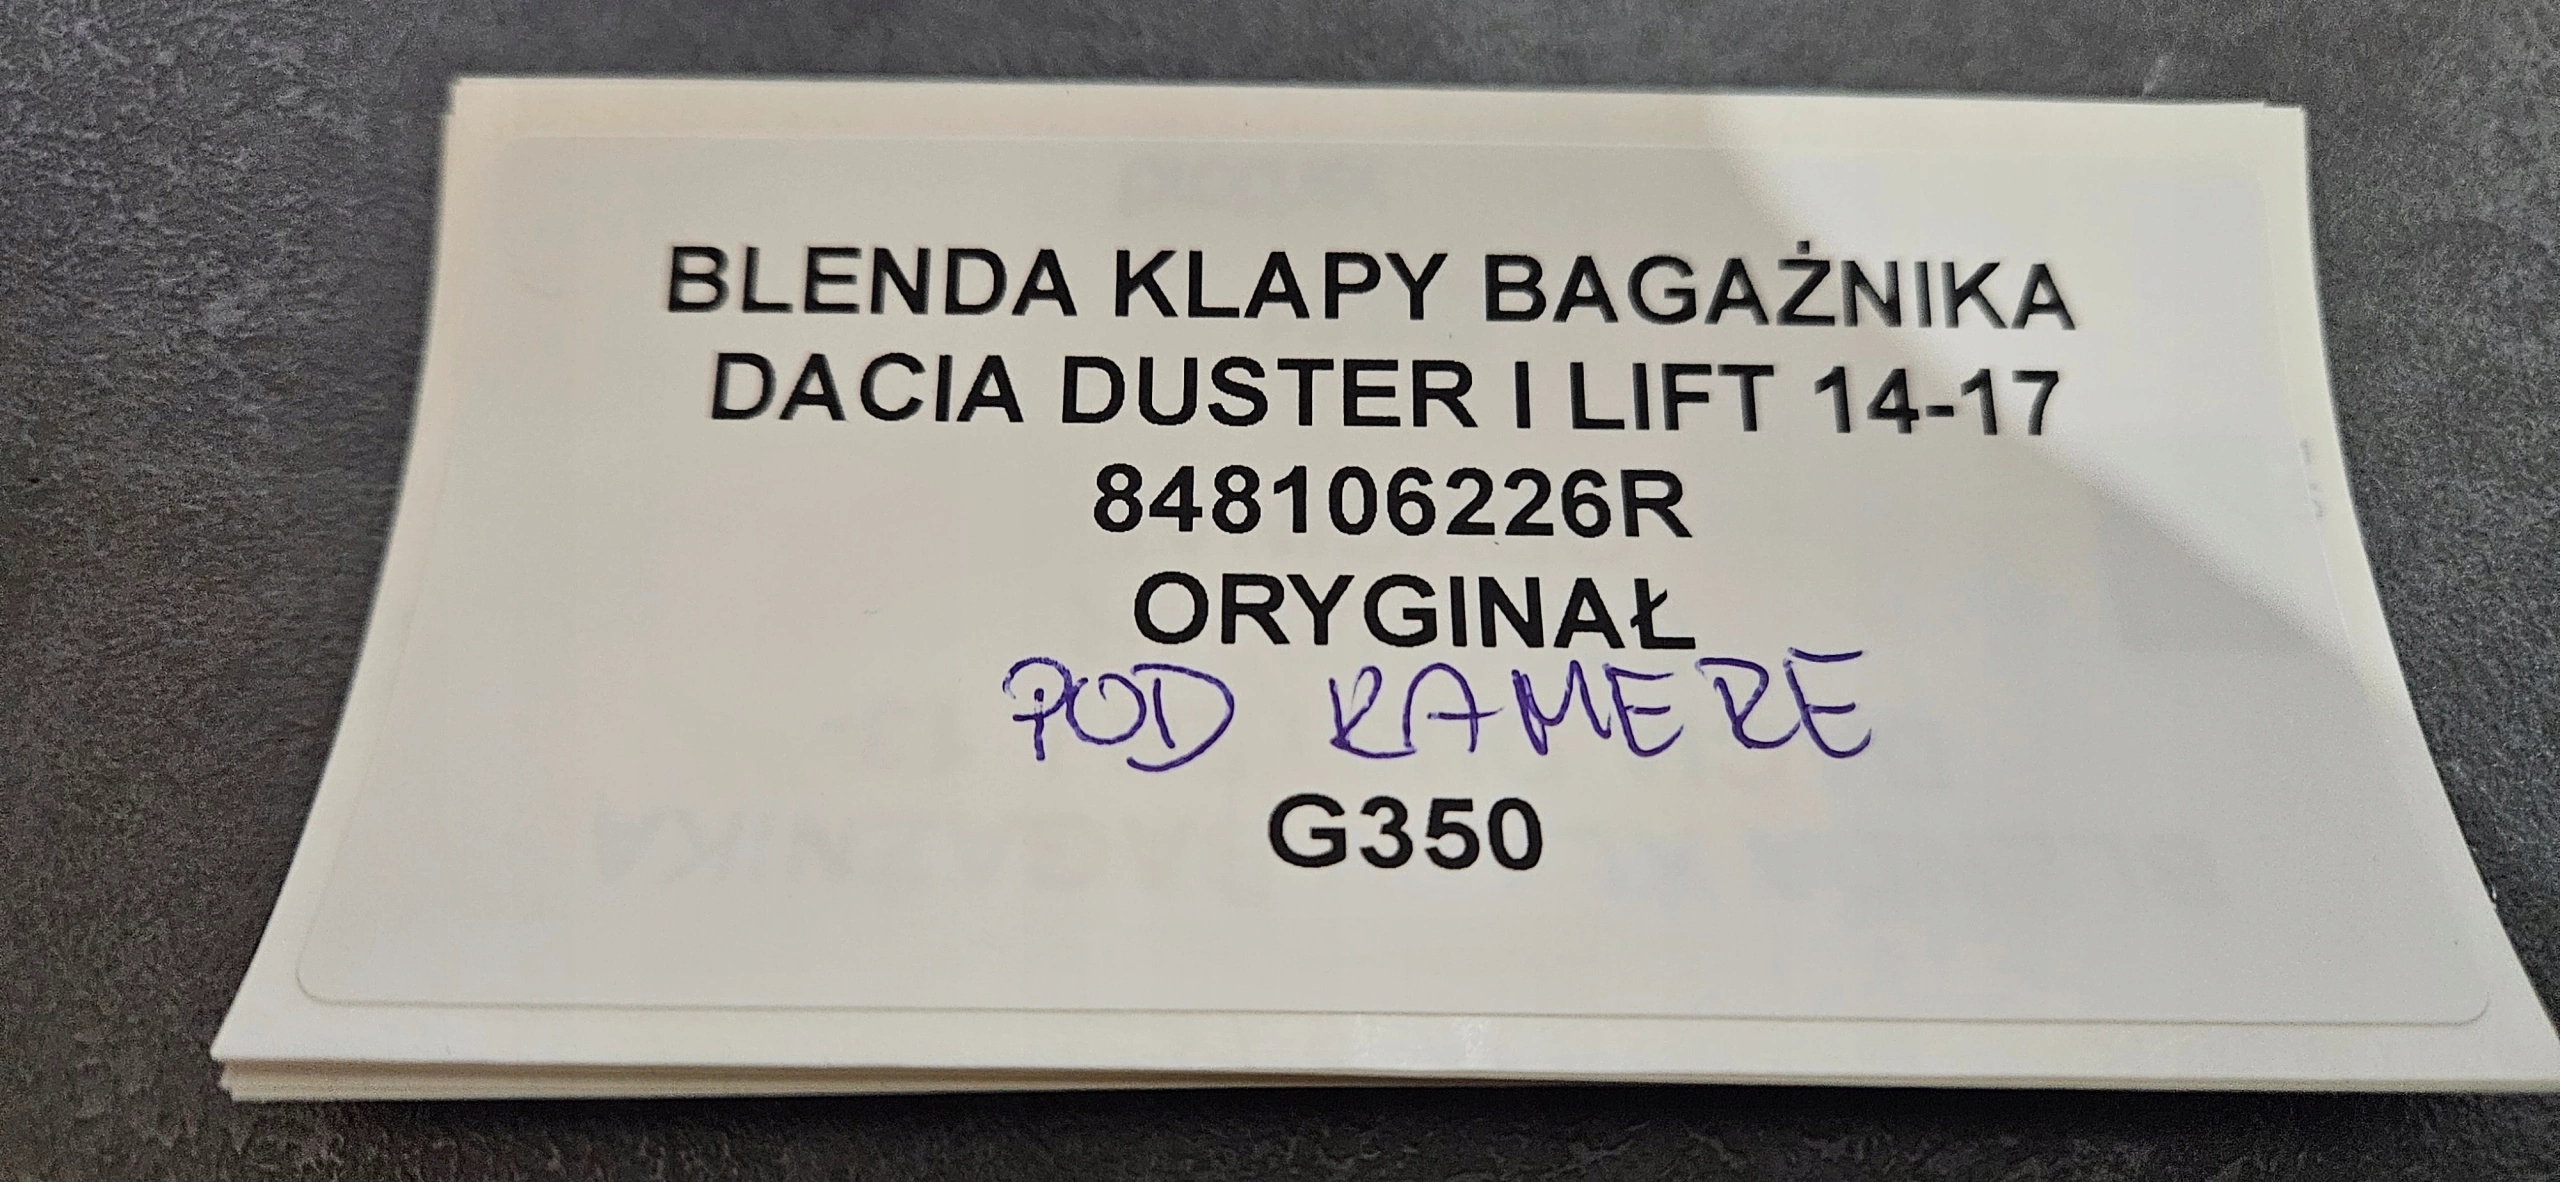 BLENDA KLAPY BAGAŻNIKA
DACIA DUSTER I LIFT 14-17
848106226R
ORYGINAŁ
POD KAMERE
G350